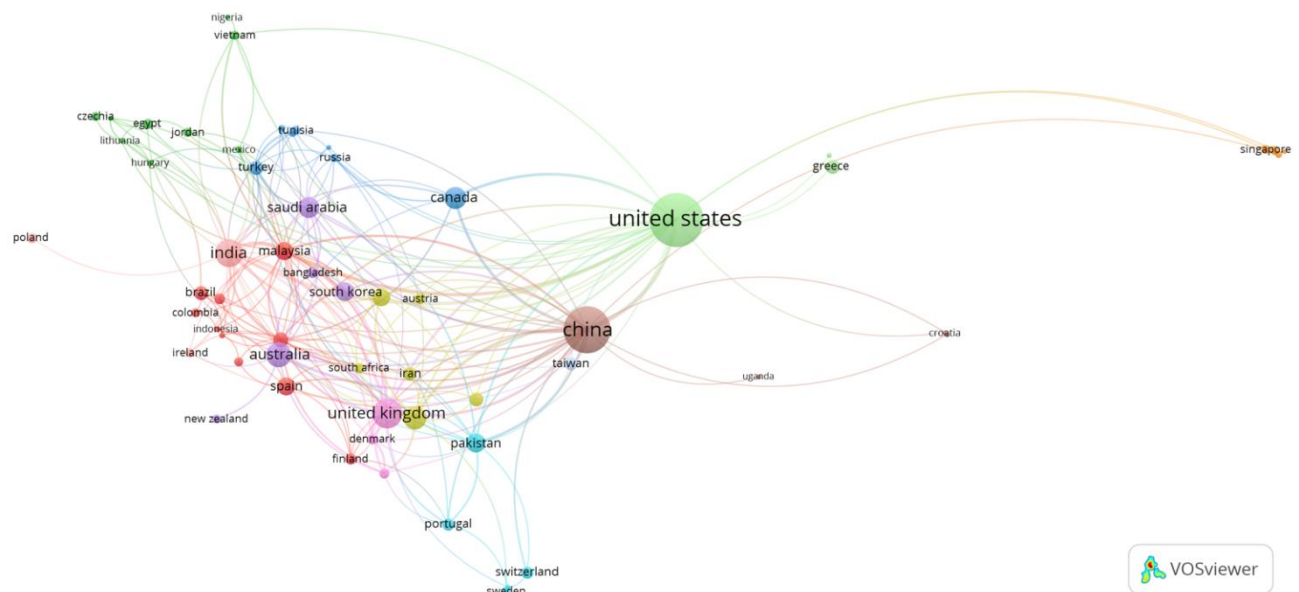 nigeria
vietnam
czechia
egypt
lithuania
jordan
hungary
mexico
tunisia
turkey
russia
greece
singapore
canada
saudi arabia
united states
poland
india
malaysia
bangladesh
brazil
south korea
austria
colombia
indonesia
china
croatia
ireland
australia
south africa
iran
taiwan
uganda
spain
new zealand
united kingdom
denmark
pakistan
finland
portugal
switzerland
sweden
VOSviewer